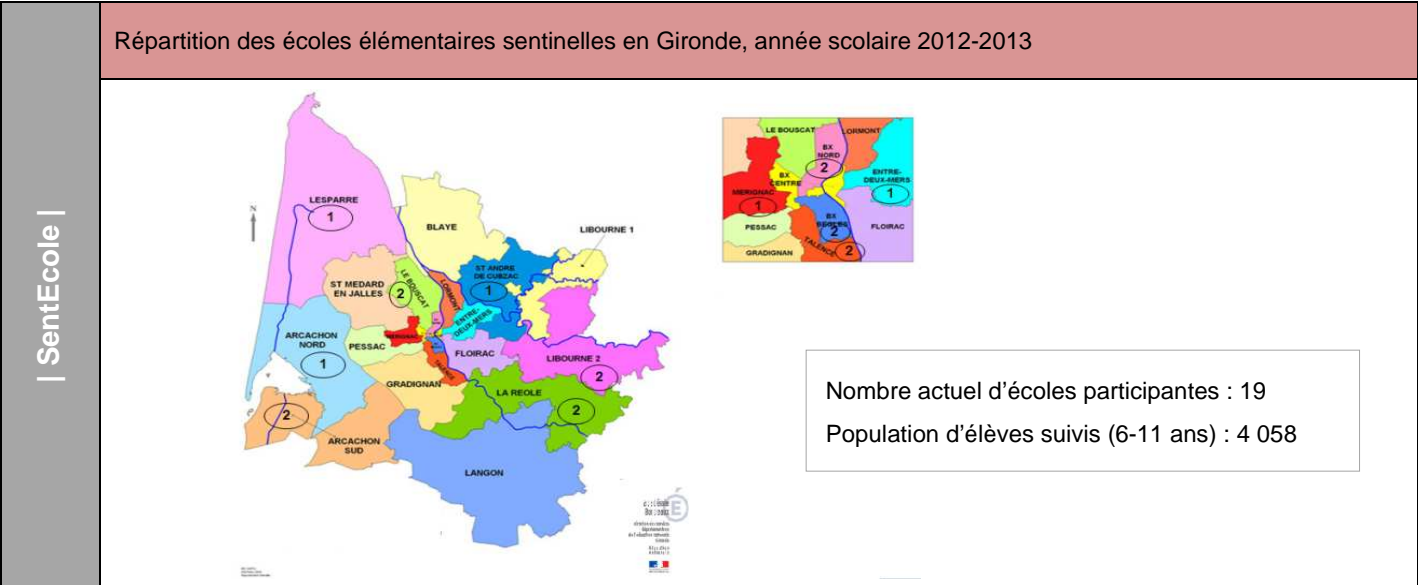 Répartition des écoles élémentaires sentinelles en Gironde, année scolaire 2012-2013
| SentEcole |
N
LESPARRE
1
BLAYE
LIBOURNE 1
ST ANDRE
DE CUBZAC
1
ST MEDARD
EN JALLES
LE BOUSCAT
2
LORMONT
ENTRE-
DEUX-MERS
ARCACHON
NORD
1
PESSAC
MERIGNAC
FLOIRAC
LIBOURNE 2
2
TALENCE
GRADIGNAN
LA REOLE
2
2
ARCACHON
SUD
LANGON
LE BOUSCAT
LORMONT
BX
NORD
2
BX
CENTRE
ENTRE-
DEUX-MERS
1
MERIGNAC
1
BX
BEGLES
2
PESSAC
FLOIRAC
TALENCE
2
GRADIGNAN
Nombre actuel d'écoles participantes : 19
Population d'élèves suivis (6-11 ans) : 4 058